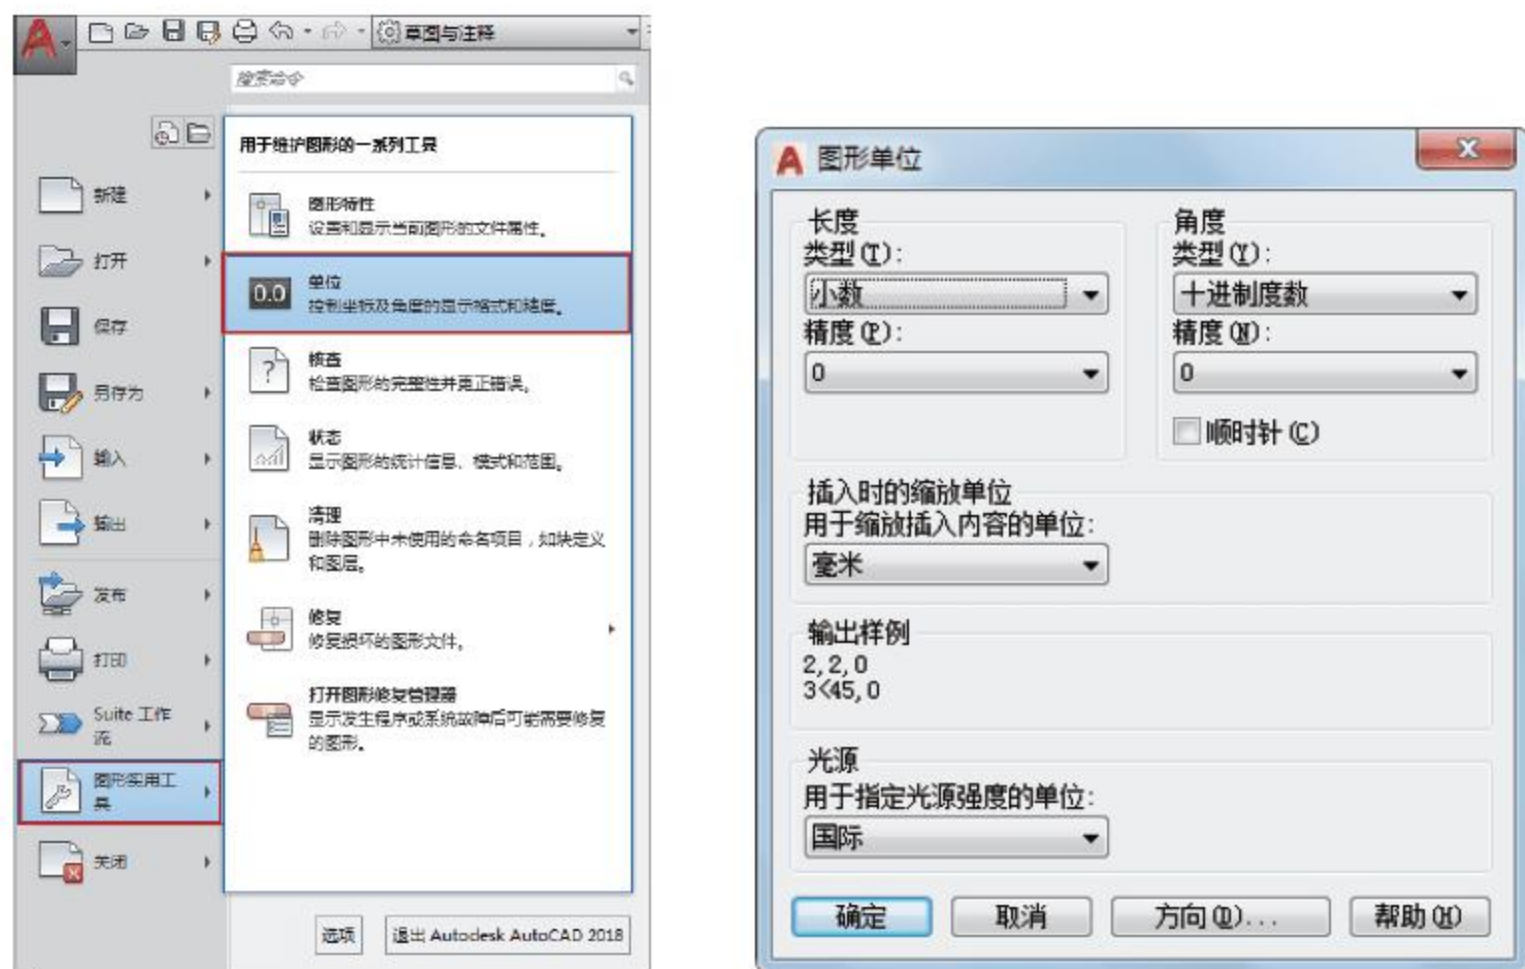 草图与注释
搜索命令
用于维护图形的一系列工具
新建
打开
保存
另存为
输入
输出
发布
打印
Suite 工作
流
图形实用工
具
关闭
图形特性
设置和显示当前图形的文件属性。
0.0
单位
控制坐标及角度的显示格式和精度。
核查
检查图形的完整性并更正错误。
状态
显示图形的统计信息、模式和范围。
清理
删除图形中未使用的命名项目，如块定义
和图层。
修复
修复损坏的图形文件。
打开图形修复管理器
显示发生程序或系统故障后可能需要修复
的图形。
选项
退出 Autodesk AutoCAD 2018
图形单位
长度
类型(T):
小数
精度(P):
0
角度
类型(Y):
十进制度数
精度(N):
0
顺时针(C)
插入时的缩放单位
用于缩放插入内容的单位:
毫米
输出样例
2,2,0
3<45,0
光源
用于指定光源强度的单位:
国际
确定
取消
方向(D)...
帮助(H)